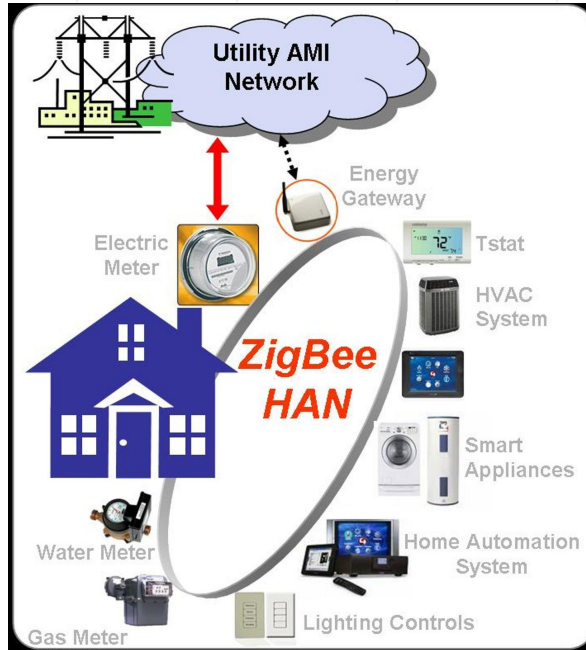 Utility AMI
Network
Energy
Gateway
Electric
Meter
Tstat
72°
HVAC
System
ZigBee
HAN
Smart
Appliances
Water Meter
Home Automation
System
Gas Meter
Lighting Controls